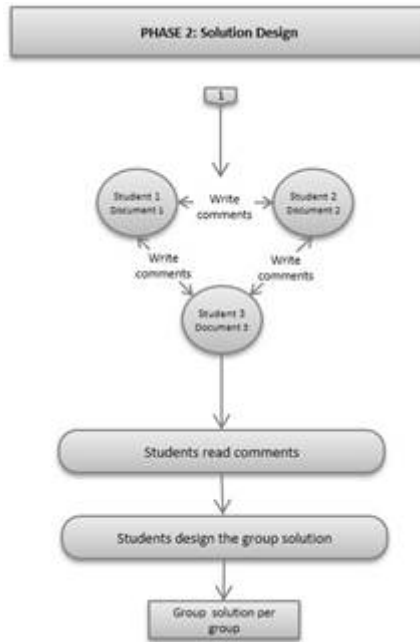 PHASE 2: Solution Design
1
Student 1
Document 1
Write
comments
Student 2
Document 2
Write
comments
Write
comments
Student 3
Document 3
Students read comments
Students design the group solution
Group solution per
group